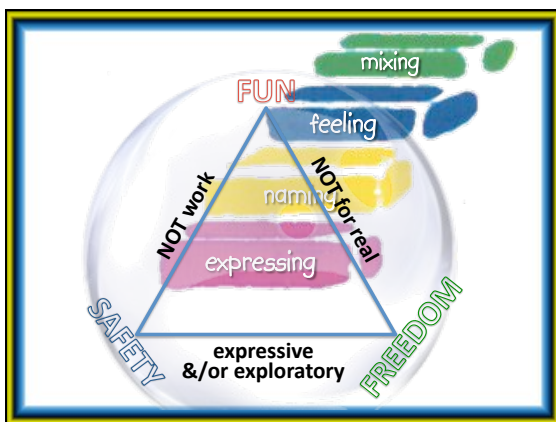 mixing
FUN
feeling
NOT work
NOT for real
naming
expressing
SAFETY
FREEDOM
expressive
&/or exploratory